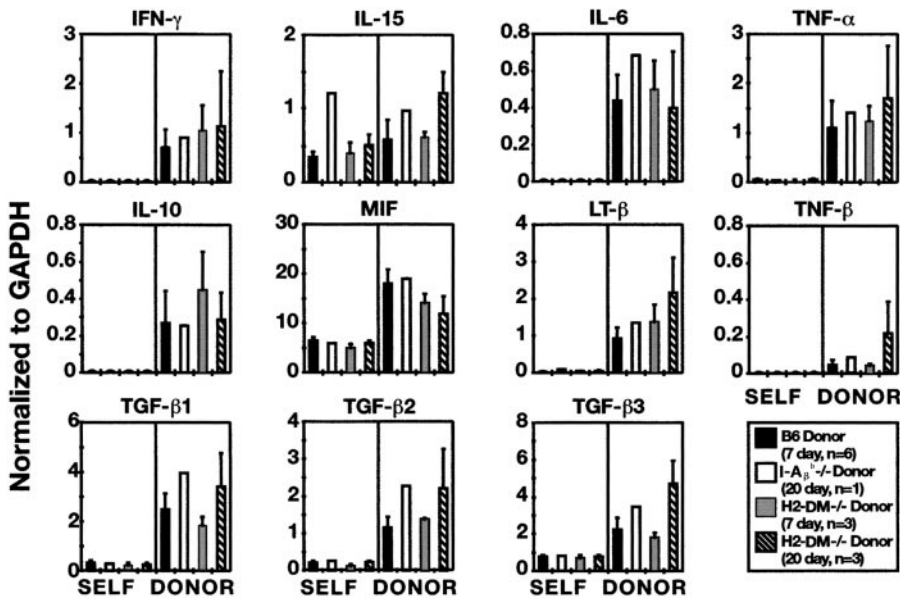 IFN-γ
IL-15
IL-6
TNF-α
3
2
1
0
2
1
0
0.8
0.6
0.4
0.2
0
3
2
1
0
IL-10
MIF
LT-β
TNF-β
0.8
0.6
0.4
0.2
0
30
20
10
0
4
3
2
1
0
0.8
0.6
0.4
0.2
0
SELF DONOR
TGF-β1
TGF-β2
TGF-β3
6
4
2
0
4
3
2
1
0
8
6
4
2
0
SELF DONOR
SELF DONOR
SELF DONOR
Normalized to GAPDH
B6 Donor
(7 day, n=6)
I-Aβᵇ-/- Donor
(20 day, n=1)
H2-DM-/- Donor
(7 day, n=3)
H2-DM-/- Donor
(20 day, n=3)